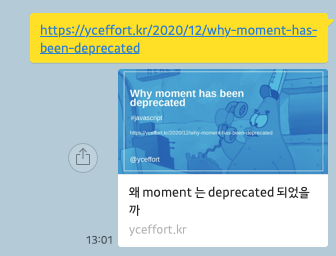 https://yceffort.kr/2020/12/why-moment-has-
been-deprecated
Why moment has been
deprecated
#javascript
https://yceffort.kr/2020/12/why-moment-has-been-deprecated
@yceffort
왜 moment 는 deprecated 되었을
까
yceffort.kr
13:01